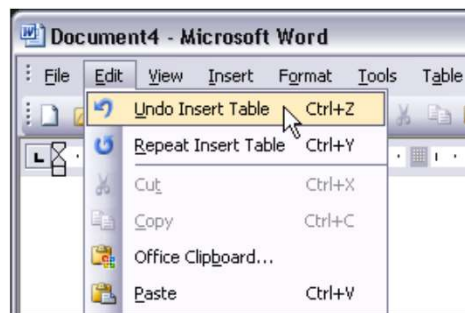 Document4 - Microsoft Word
File Edit View Insert Format Tools Table
Undo Insert Table Ctrl+Z
Repeat Insert Table Ctrl+Y
Cut Ctrl+X
Copy Ctrl+C
Office Clipboard...
Paste Ctrl+V